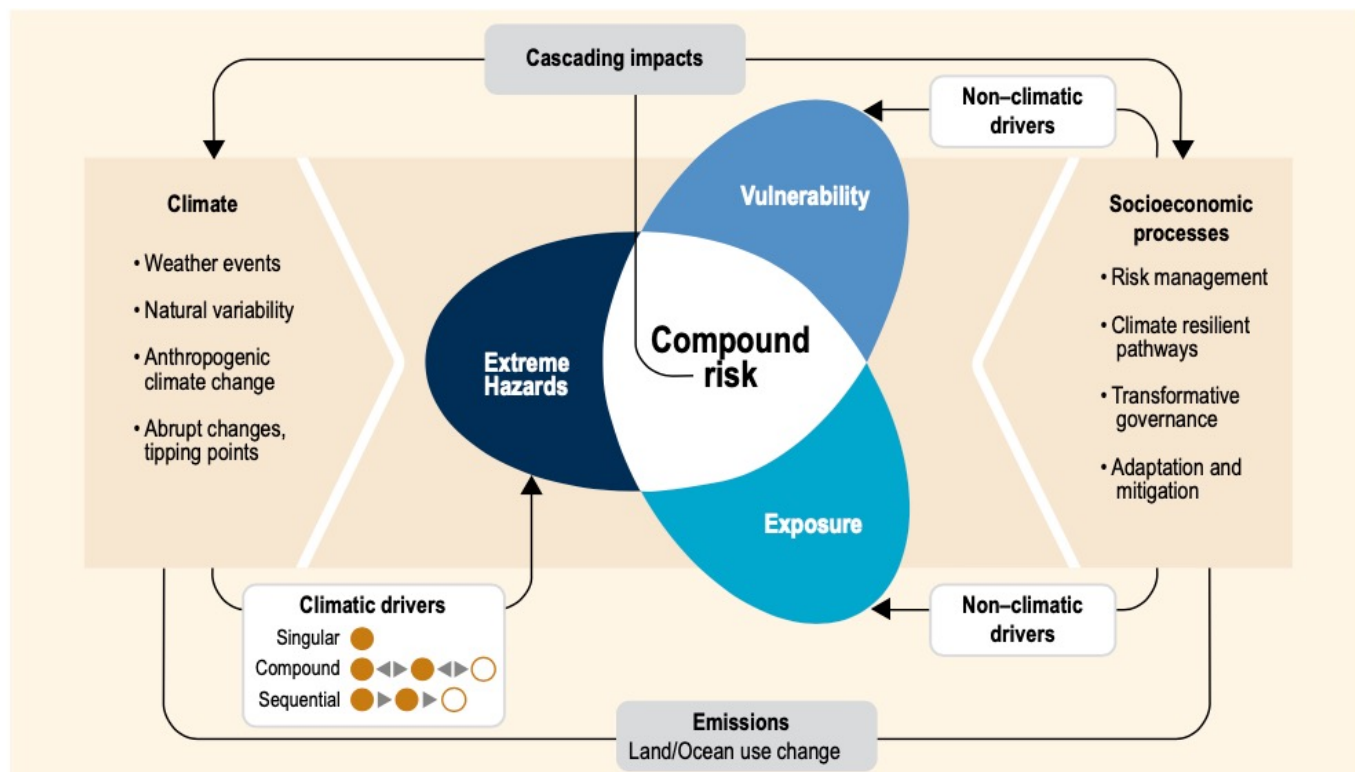 Cascading impacts
Non–climatic
drivers
Climate
• Weather events
• Natural variability
• Anthropogenic
climate change
• Abrupt changes,
tipping points
Vulnerability
Extreme
Hazards
Compound
risk
Exposure
Socioeconomic
processes
• Risk management
• Climate resilient
pathways
• Transformative
governance
• Adaptation and
mitigation
Climatic drivers
Singular
Compound
Sequential
Non–climatic
drivers
Emissions
Land/Ocean use change